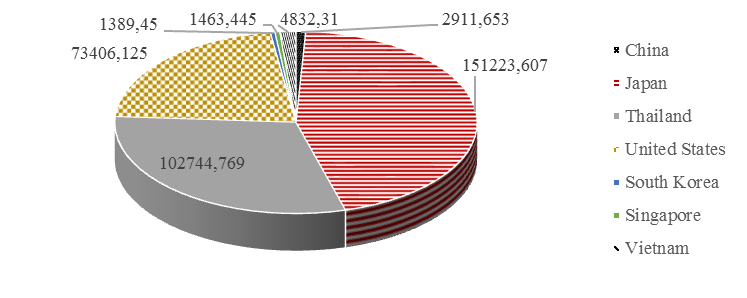 1389,45
1463,445
4832,31
2911,653
73406,125
151223,607
102744,769
China
Japan
Thailand
United States
South Korea
Singapore
Vietnam